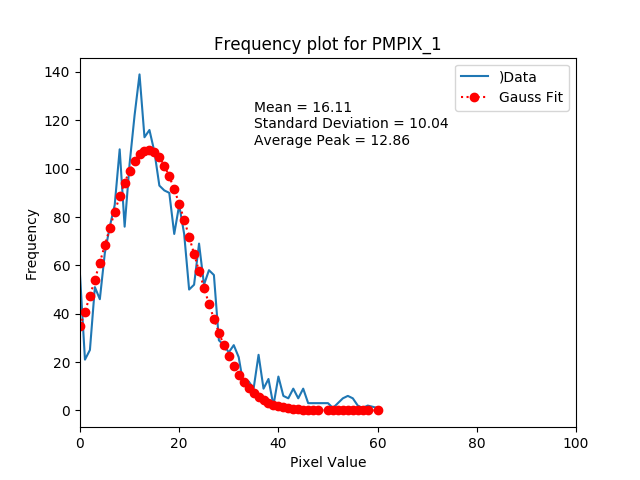 Frequency plot for PMPIX_1
)Data
Gauss Fit
Mean = 16.11
Standard Deviation = 10.04
Average Peak = 12.86
Frequency
140
120
100
80
60
40
20
0
0 20 40 60 80 100
Pixel Value